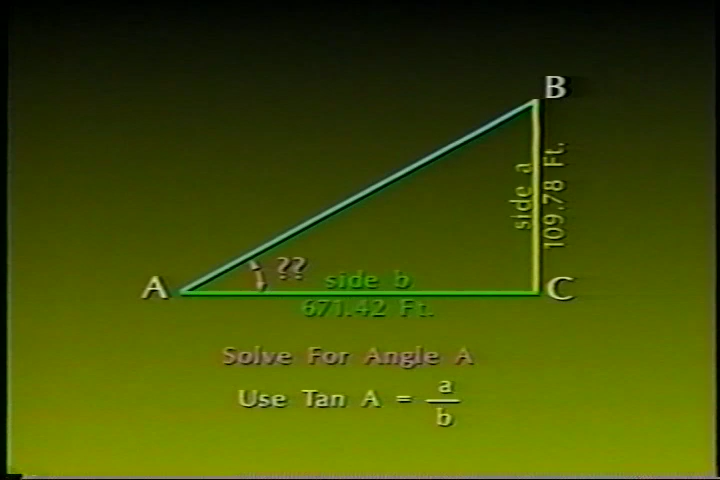 B
side a
109.78 Ft.
A
??
side b
C
671.42 Ft.
Solve For Angle A
Use Tan A = a
b